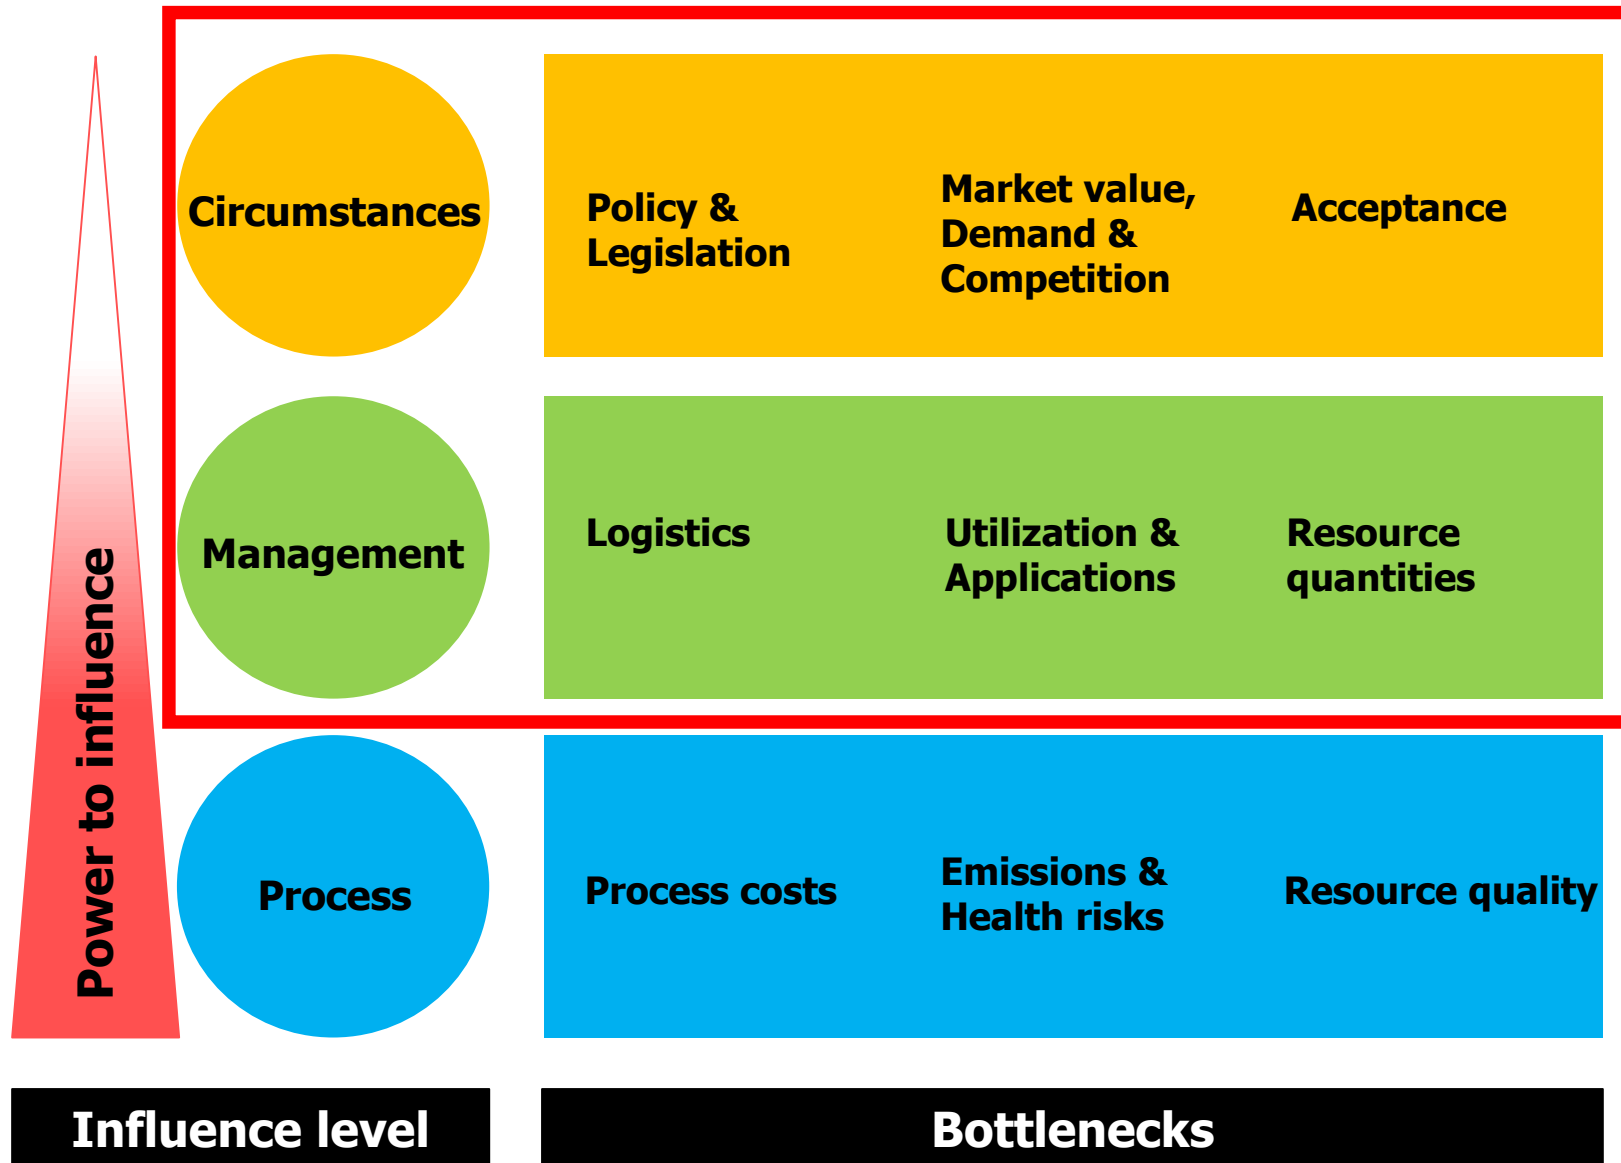 Circumstances
Policy &
Legislation
Market value,
Demand &
Competition
Acceptance
Management
Logistics
Utilization &
Applications
Resource
quantities
Process
Process costs
Emissions &
Health risks
Resource quality
Power to influence
Influence level
Bottlenecks